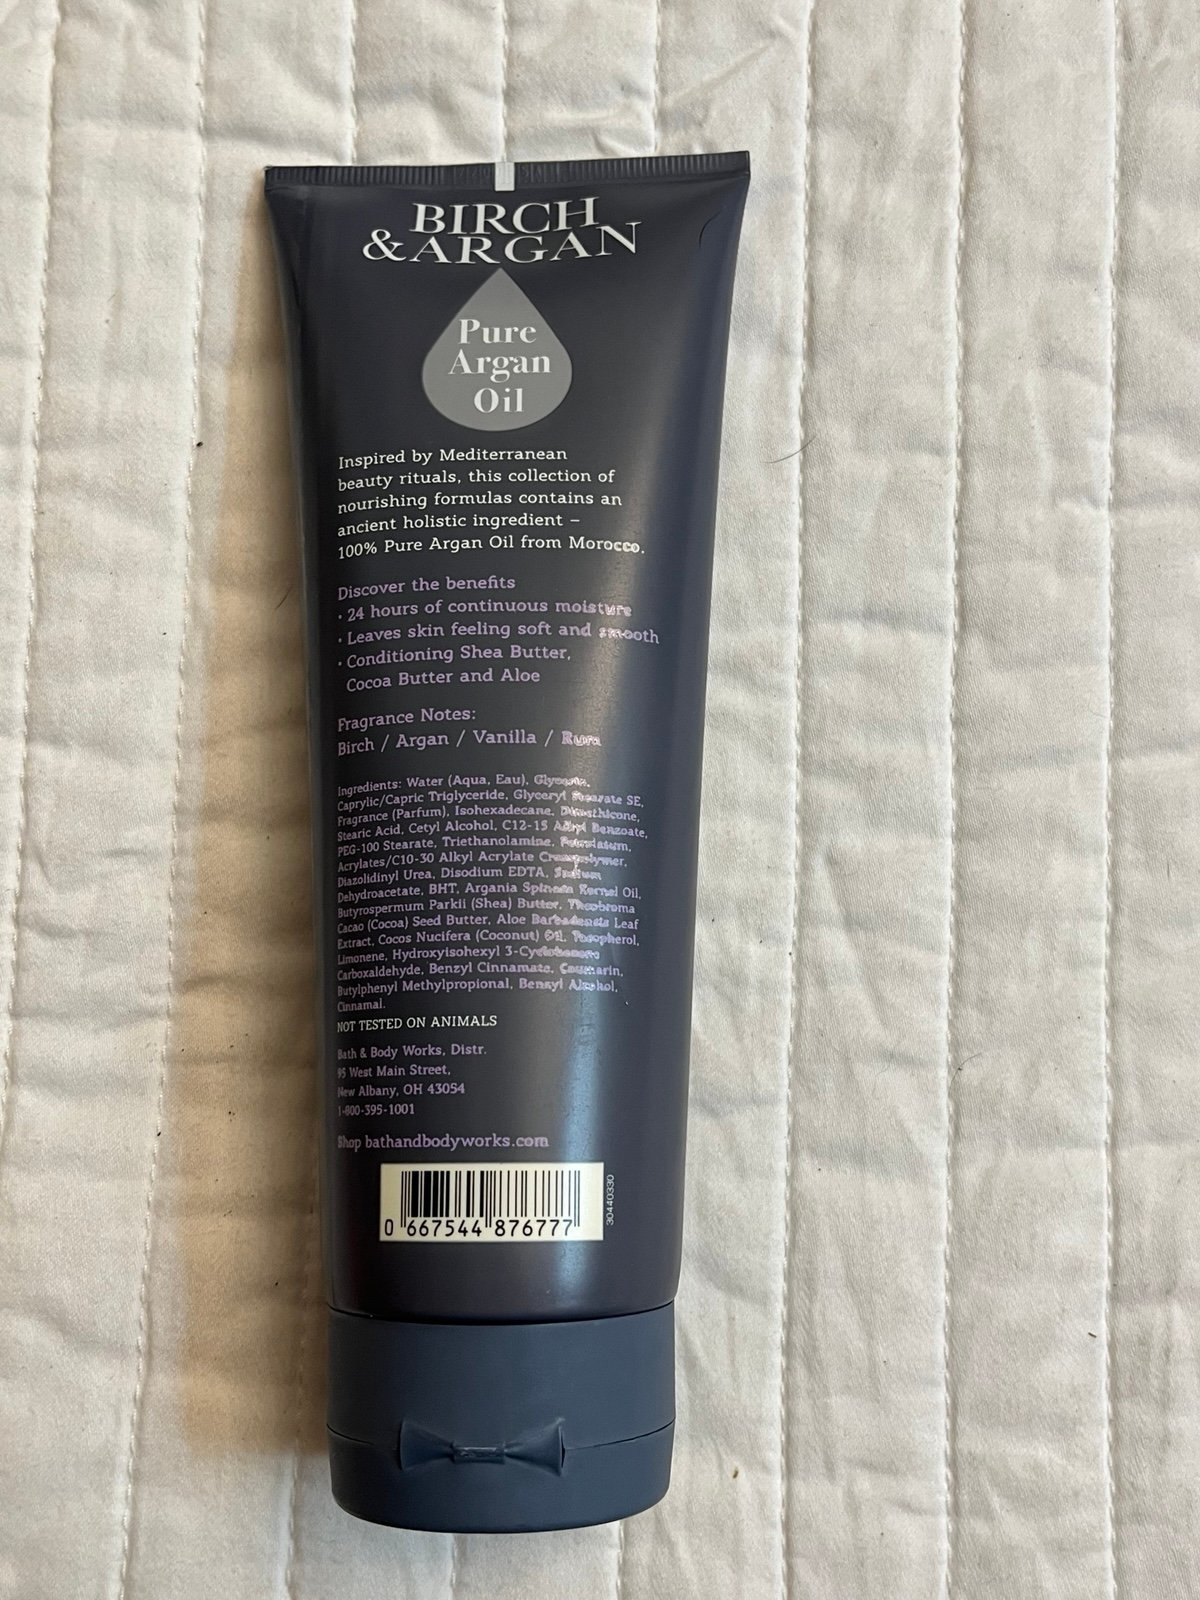 BIRCH
& ARGAN
Pure
Argan
Oil
Inspired by Mediterranean
beauty rituals, this collection of
nourishing formulas contains an
ancient holistic ingredient –
100% Pure Argan Oil from Morocco.
Discover the benefits
· 24 hours of continuous moisture
· Leaves skin feeling soft and smooth
· Conditioning Shea Butter,
Cocoa Butter and Aloe
Fragrance Notes:
Birch / Argan / Vanilla / Rum
Ingredients: Water (Aqua, Eau), Glycerin,
Caprylic/Capric Triglyceride, Glyceryl Stearate SE,
Fragrance (Parfum), Isohexadecane, Dimethicone,
Stearic Acid, Cetyl Alcohol, C12-15 Alkyl Benzoate,
PEG-100 Stearate, Triethanolamine, Petrolatum,
Acrylates/C10-30 Alkyl Acrylate Crosspolymer,
Diazolidinyl Urea, Disodium EDTA, Sodium
Dehydroacetate, BHT, Argania Spinosa Kernel Oil,
Butyrospermum Parkii (Shea) Butter, Theobroma
Cacao (Cocoa) Seed Butter, Aloe Barbadensis Leaf
Extract, Cocos Nucifera (Coconut) Oil, Tocopherol,
Limonene, Hydroxyisohexyl 3-Cyclohexene
Carboxaldehyde, Benzyl Cinnamate, Coumarin,
Butylphenyl Methylpropional, Benzyl Alcohol,
Cinnamal.
NOT TESTED ON ANIMALS
Bath & Body Works, Distr.
95 West Main Street,
New Albany, OH 43054
1-800-395-1001
Shop bathandbodyworks.com
0 667544 876777
30440330